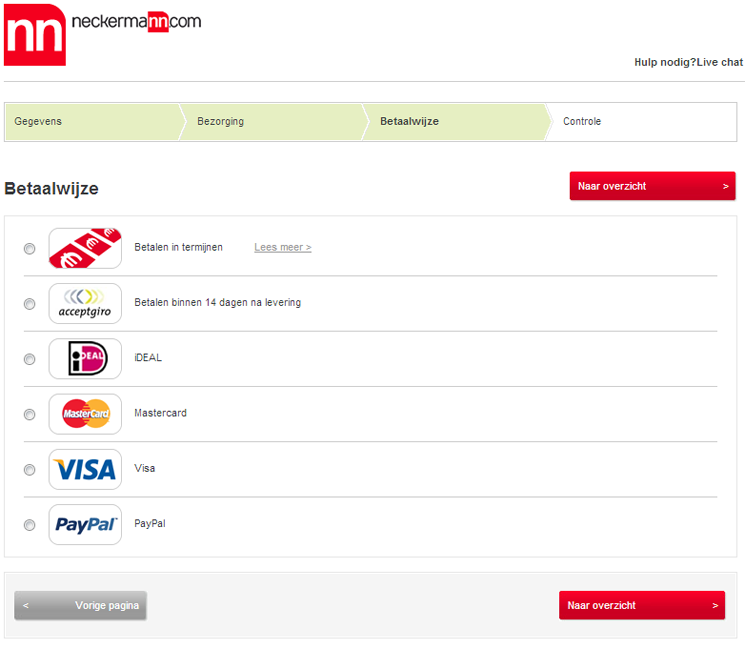 nn neckermann.com
Hulp nodig?Live chat
Gegevens Bezorging Betaalwijze Controle
Betaalwijze
Naar overzicht >
Betalen in termijnen Lees meer >
acceptgiro Betalen binnen 14 dagen na levering
iDEAL iDEAL
MasterCard Mastercard
VISA Visa
PayPal PayPal
< Vorige pagina Naar overzicht >